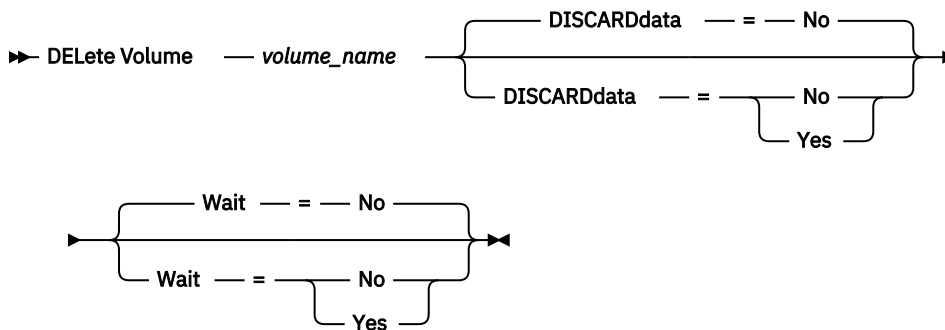 DISCARDdata = No
DELete Volume volume_name
DISCARDdata = No
Yes
Wait = No
Wait = No
Yes